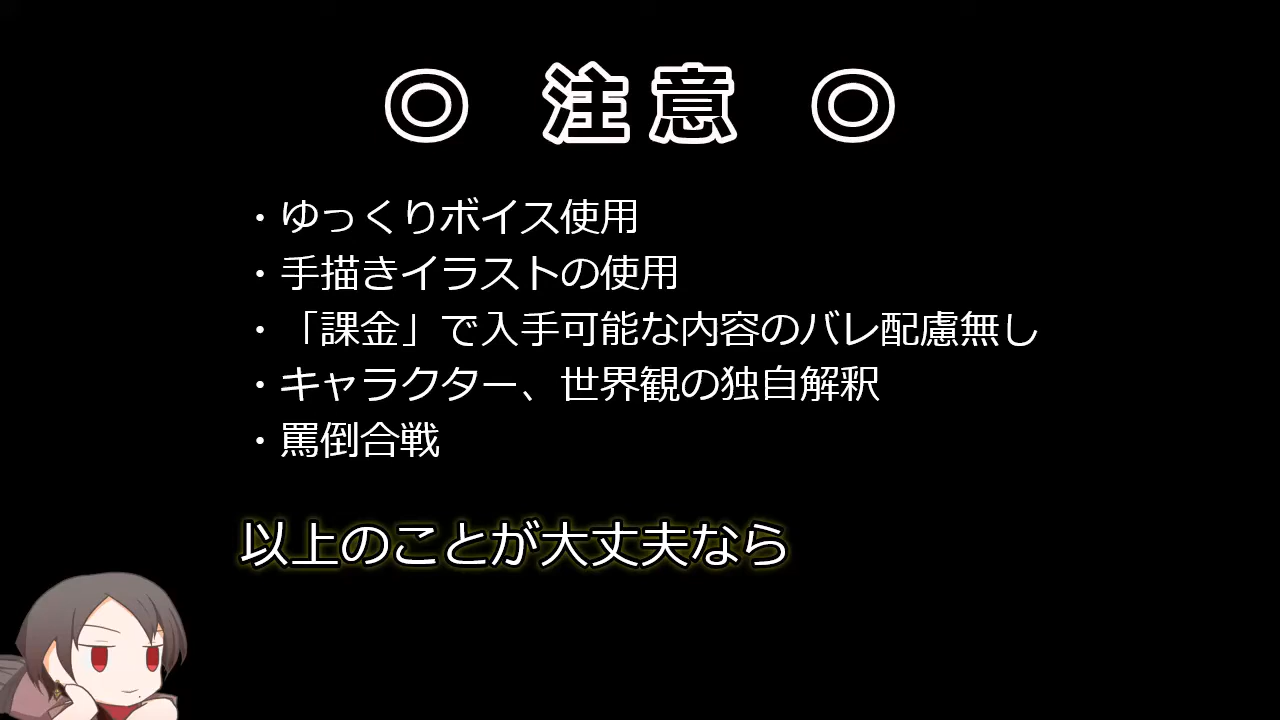 ◎ 注意 ◎
・ゆっくりボイス使用
・手描きイラストの使用
・「課金」で入手可能な内容のバレ配慮無し
・キャラクター、世界観の独自解釈
・罵倒合戦
以上のことが大丈夫なら